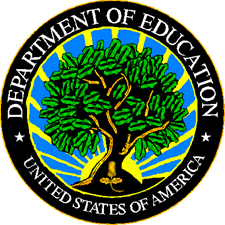 DEPARTMENT OF EDUCATION
UNITED STATES OF AMERICA